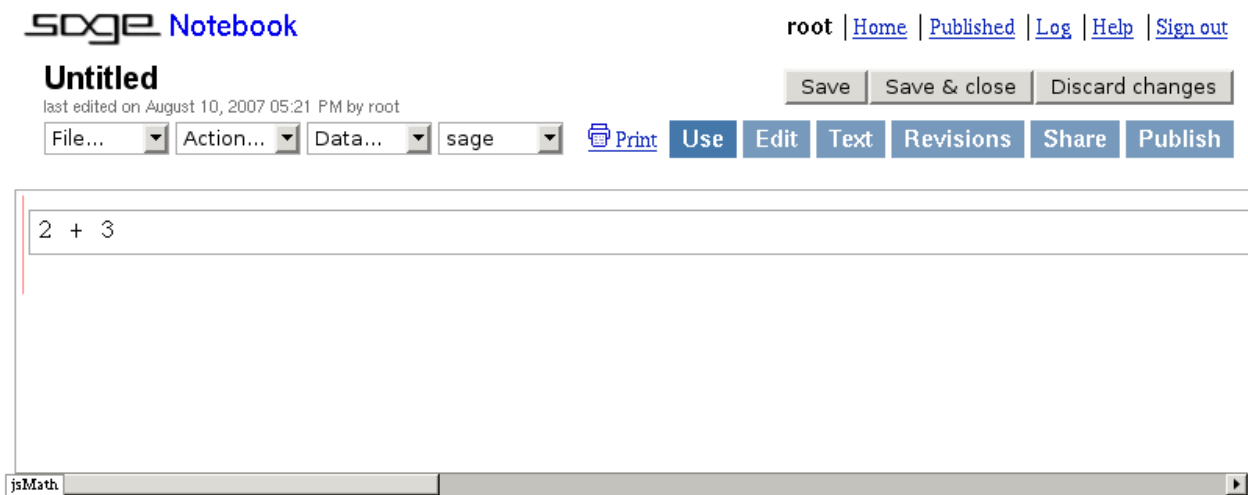 sage Notebook
root | Home | Published | Log | Help | Sign out
Untitled
Save Save & close Discard changes
last edited on August 10, 2007 05:21 PM by root
File... Action... Data... sage Print Use Edit Text Revisions Share Publish
2 + 3
jsMath